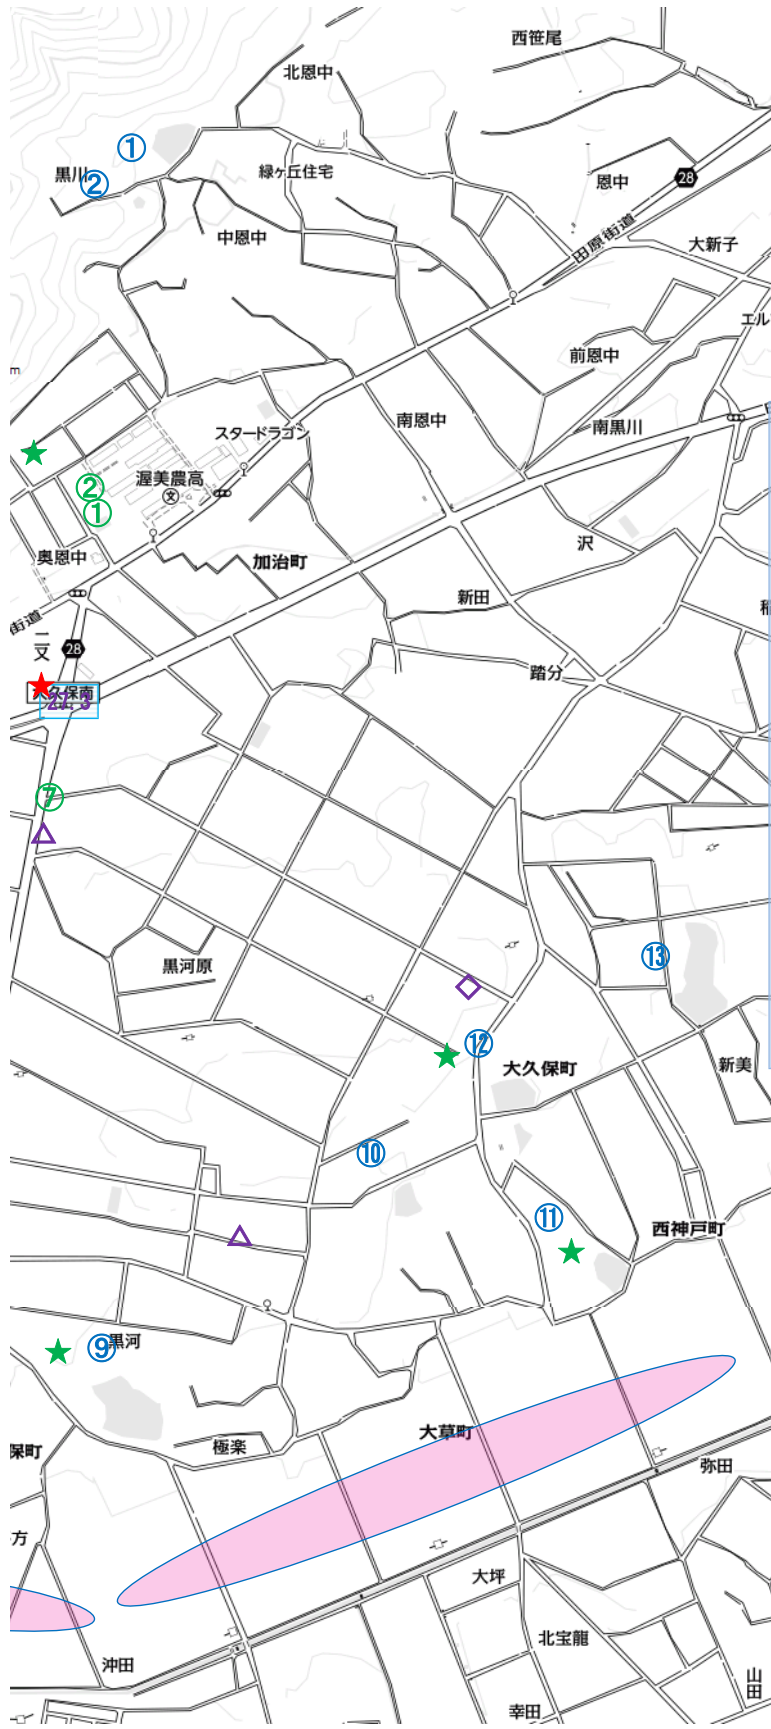 西笹尾
北恩中
①
黒川
②
緑ヶ丘住宅
恩中
28
中恩中
田原街道
大新子
エル
m
前恩中
南恩中
南黒川
スタードラゴン
渥美農高
文
②
①
奥恩中
加治町
沢
新田
街道
二又
28
踏分
大久保南
22.3
⑦
黒河原
⑬
⑫
大久保町
新美
⑩
⑪
西神戸町
⑨
黒河
大草町
極楽
保町
弥田
方
大坪
北宝龍
沖田
山田
幸田